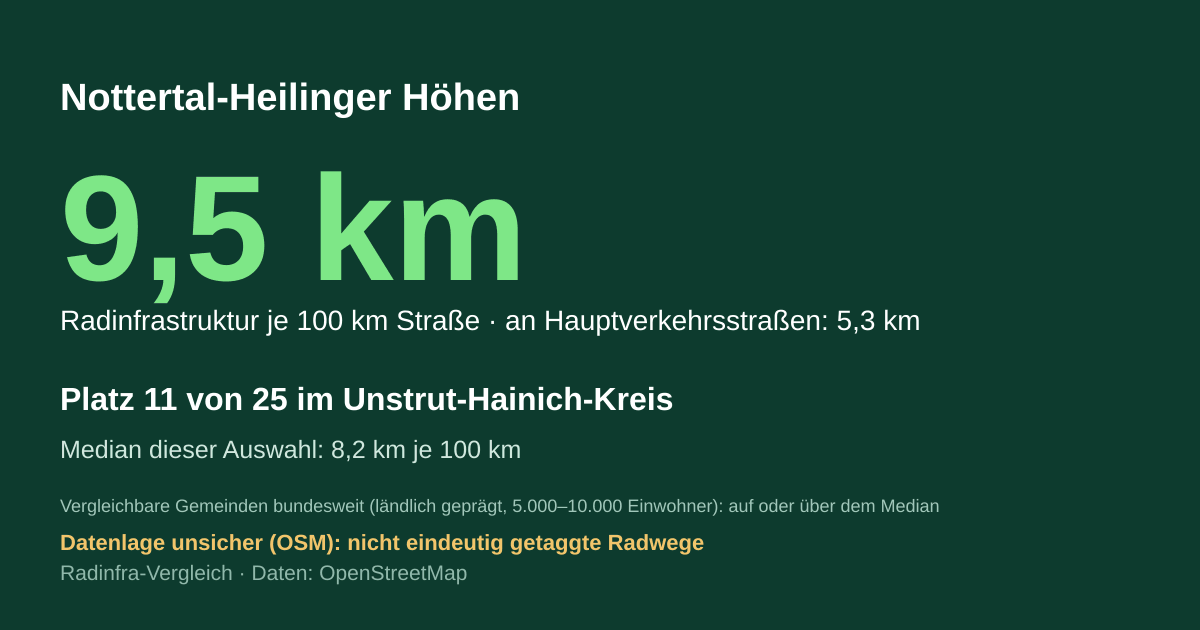 Nottertal-Heilinger Höhen
9,5 km
Radinfrastruktur je 100 km Straße · an Hauptverkehrsstraßen: 5,3 km
Platz 11 von 25 im Unstrut-Hainich-Kreis
Median dieser Auswahl: 8,2 km je 100 km
Vergleichbare Gemeinden bundesweit (ländlich geprägt, 5.000–10.000 Einwohner): auf oder über dem Median
Datenlage unsicher (OSM): nicht eindeutig getaggte Radwege
Radinfra-Vergleich · Daten: OpenStreetMap